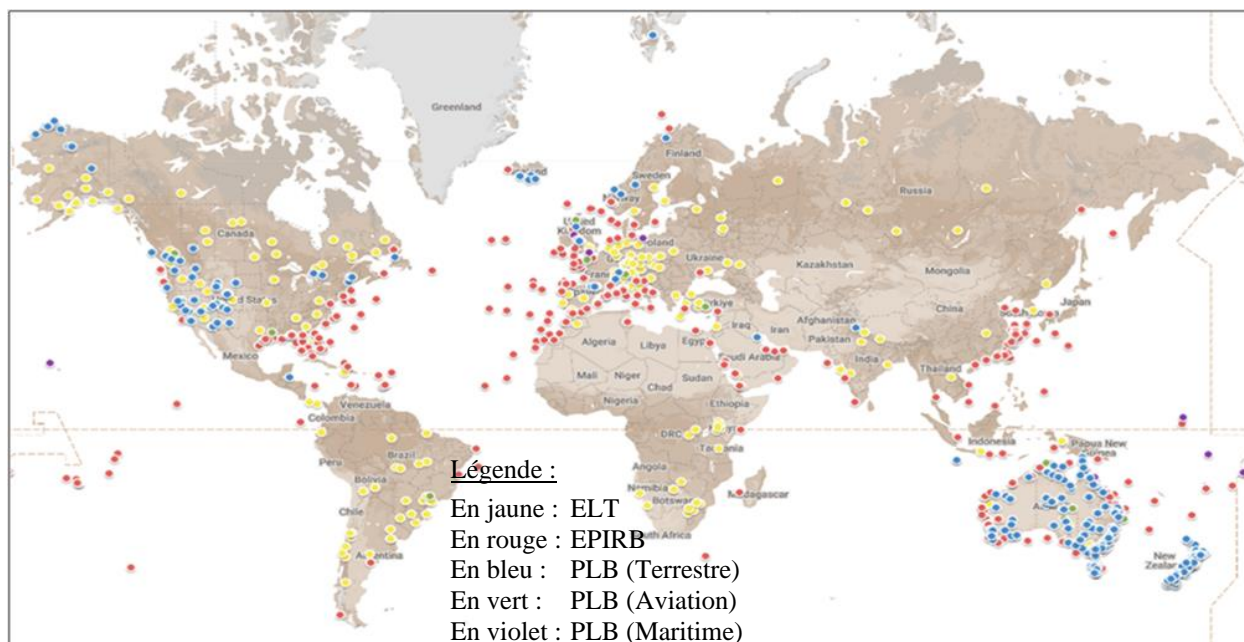 Greenland
Finland
Sweden
Norway
Russia
United
Kingdom
Poland
Canada
Ukraine
Kazakhstan
Mongolia
United States
Türkiye
Japan
China
Afghanistan
Iraq
Iran
Pakistan
Algeria
Libya
Egypt
Saudi Arabia
Mexico
India
Mali
Niger
Chad
Sudan
Thailand
Venezuela
Nigeria
Ethiopia
Colombia
DRC
Kenya
Indonesia
Papua New
Guinea
Tanzania
Brazil
Peru
Angola
Bolivia
Namibia
Botswana
Madagascar
Chile
South Africa
Argentina
New
Zealand
Légende :
En jaune : ELT
En rouge : EPIRB
En bleu : PLB (Terrestre)
En vert : PLB (Aviation)
En violet : PLB (Maritime)